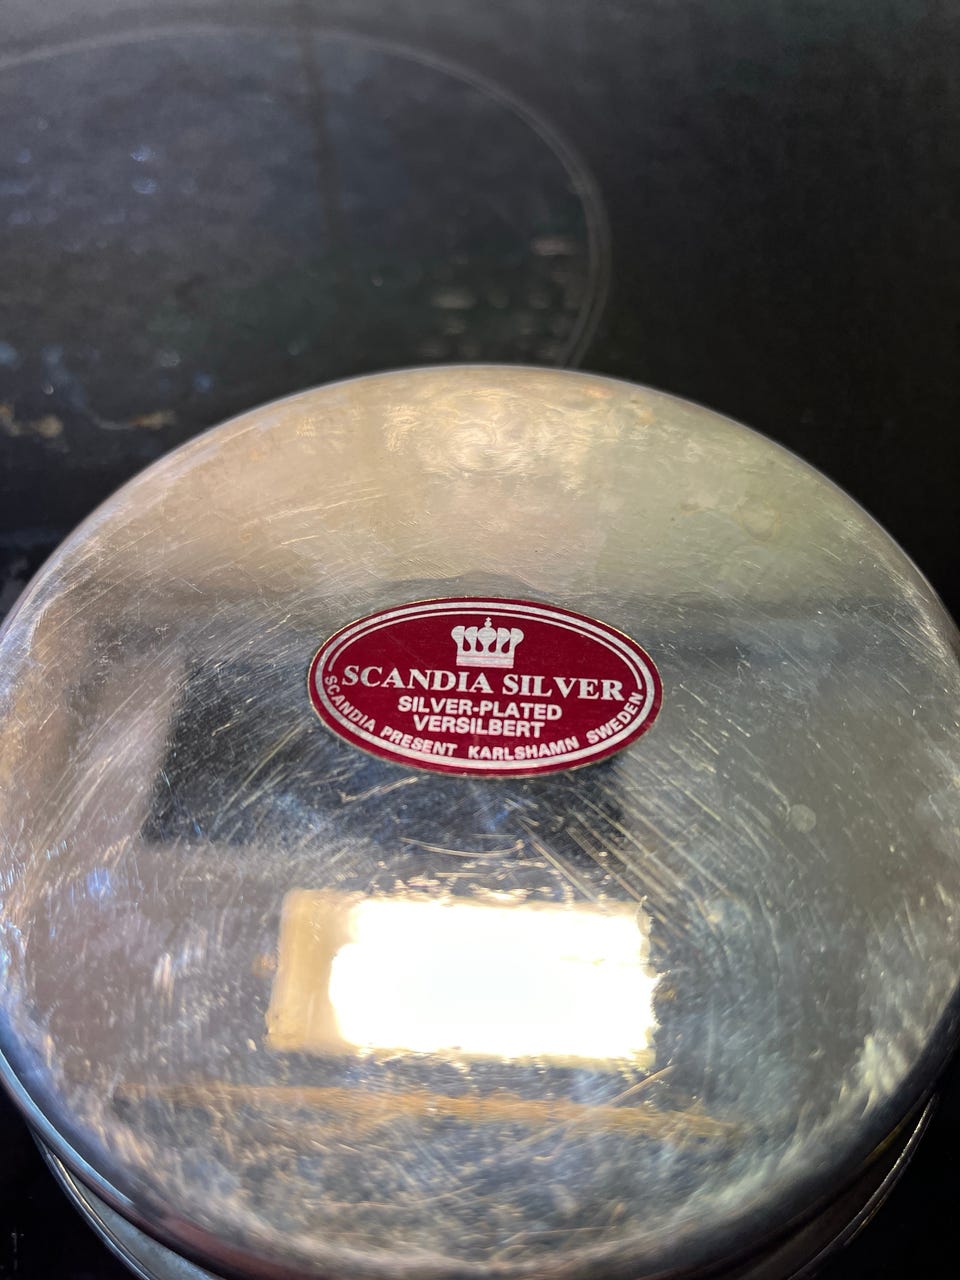 SCANDIA SILVER
SILVER-PLATED
VERSILBERT
SCANDIA PRESENT KARLSHAMN SWEDEN